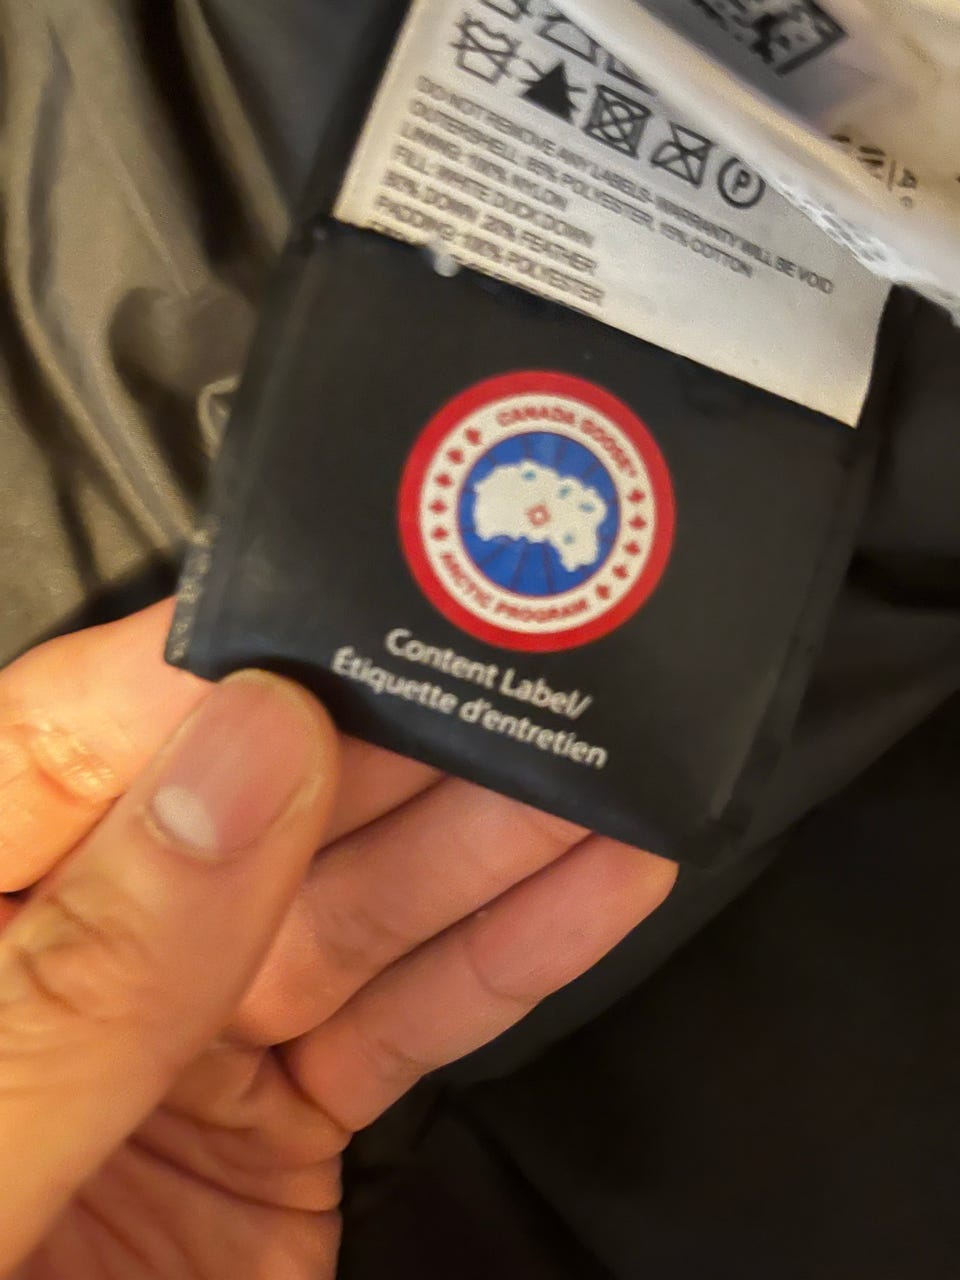 P
DO NOT REMOVE ANY LABELS- WARRANTY WILL BE VOID
OUTERSHELL: 85% POLYESTER, 15% COTTON
LINING: 100% NYLON
FILL: WHITE DUCK DOWN
80% DOWN 20% FEATHER
PADDING: 100% POLYESTER
CANADA GOOSE®
ARCTIC PROGRAM
Content Label/
Étiquette d'entretien